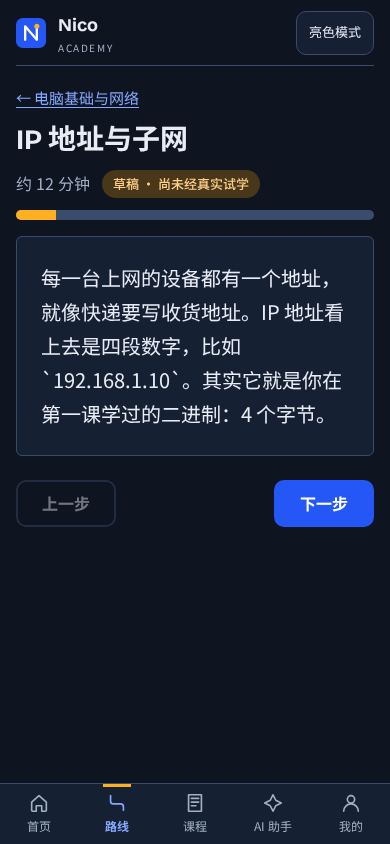 Nico
ACADEMY
亮色模式
← 电脑基础与网络
IP 地址与子网
约 12 分钟
草稿 · 尚未经真实试学
每一台上网的设备都有一个地址，
就像快递要写收货地址。IP 地址看
上去是四段数字，比如
`192.168.1.10`。其实它就是你在
第一课学过的二进制：4 个字节。
上一步
下一步
首页
路线
课程
AI 助手
我的